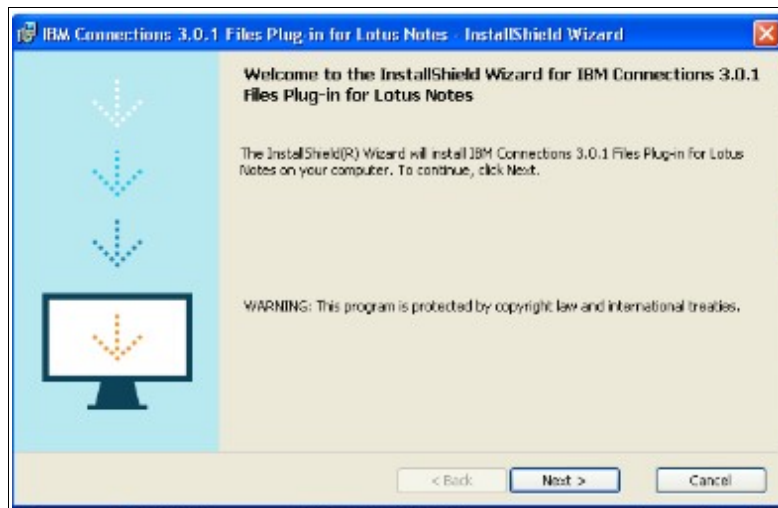 IBM Connections 3.0.1 Files Plug-in for Lotus Notes - InstallShield Wizard
Welcome to the InstallShield Wizard for IBM Connections 3.0.1
Files Plug-in for Lotus Notes
The InstallShield(R) Wizard will install IBM Connections 3.0.1 Files Plug-in for Lotus
Notes on your computer. To continue, click Next.
WARNING: This program is protected by copyright law and international treaties.
< Back
Next >
Cancel